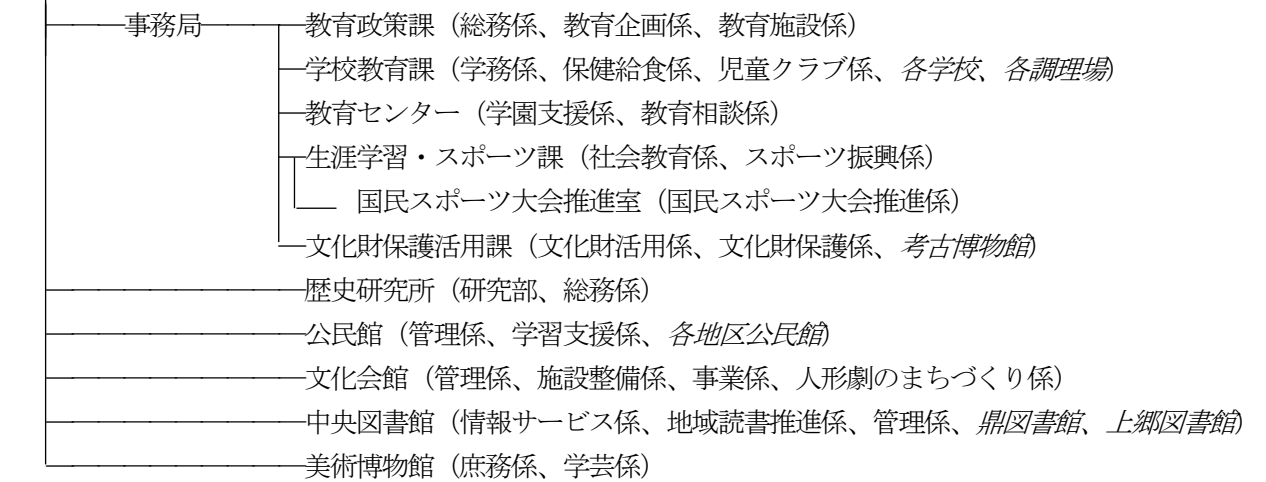 事務局 教育政策課（総務係、教育企画係、教育施設係）
学校教育課（学務係、保健給食係、児童クラブ係、各学校、各調理場）
教育センター（学園支援係、教育相談係）
生涯学習・スポーツ課（社会教育係、スポーツ振興係）
国民スポーツ大会推進室（国民スポーツ大会推進係）
文化財保護活用課（文化財活用係、文化財保護係、考古博物館）
歴史研究所（研究部、総務係）
公民館（管理係、学習支援係、各地区公民館）
文化会館（管理係、施設整備係、事業係、人形劇のまちづくり係）
中央図書館（情報サービス係、地域読書推進係、管理係、鼎図書館、上郷図書館）
美術博物館（庶務係、学芸係）